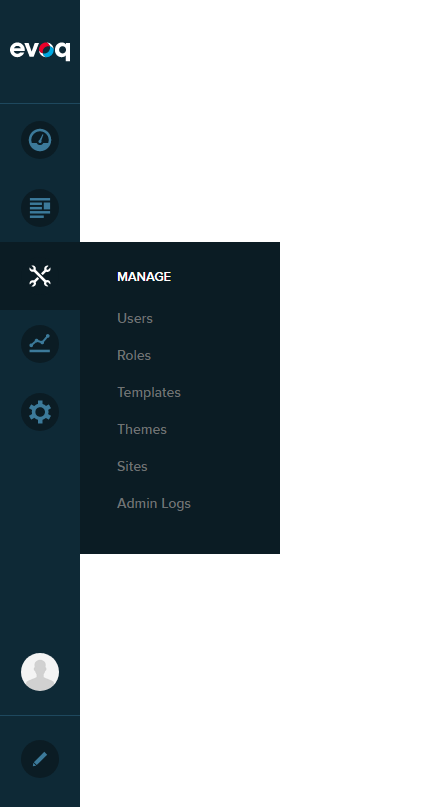 evoq
MANAGE
Users
Roles
Templates
Themes
Sites
Admin Logs